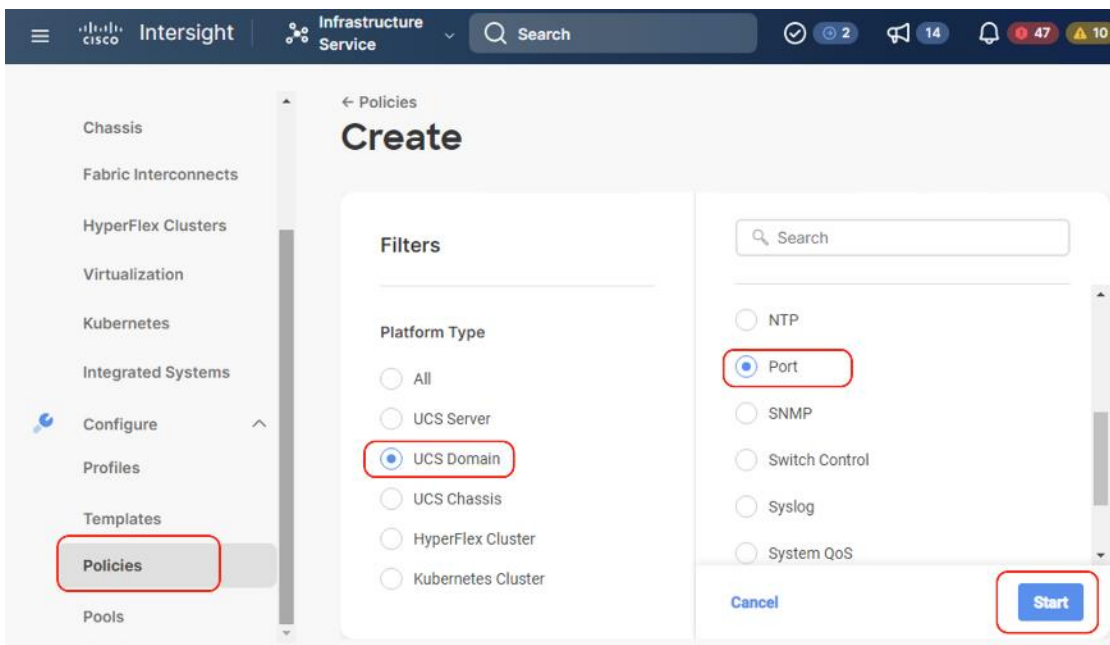 cisco Intersight
Infrastructure
Service
Search
2
14
47
10
Chassis
Fabric Interconnects
HyperFlex Clusters
Virtualization
Kubernetes
Integrated Systems
Configure
Profiles
Templates
Policies
Pools
← Policies
Create
Filters
Platform Type
All
UCS Server
UCS Domain
UCS Chassis
HyperFlex Cluster
Kubernetes Cluster
Search
NTP
Port
SNMP
Switch Control
Syslog
System QoS
Cancel
Start